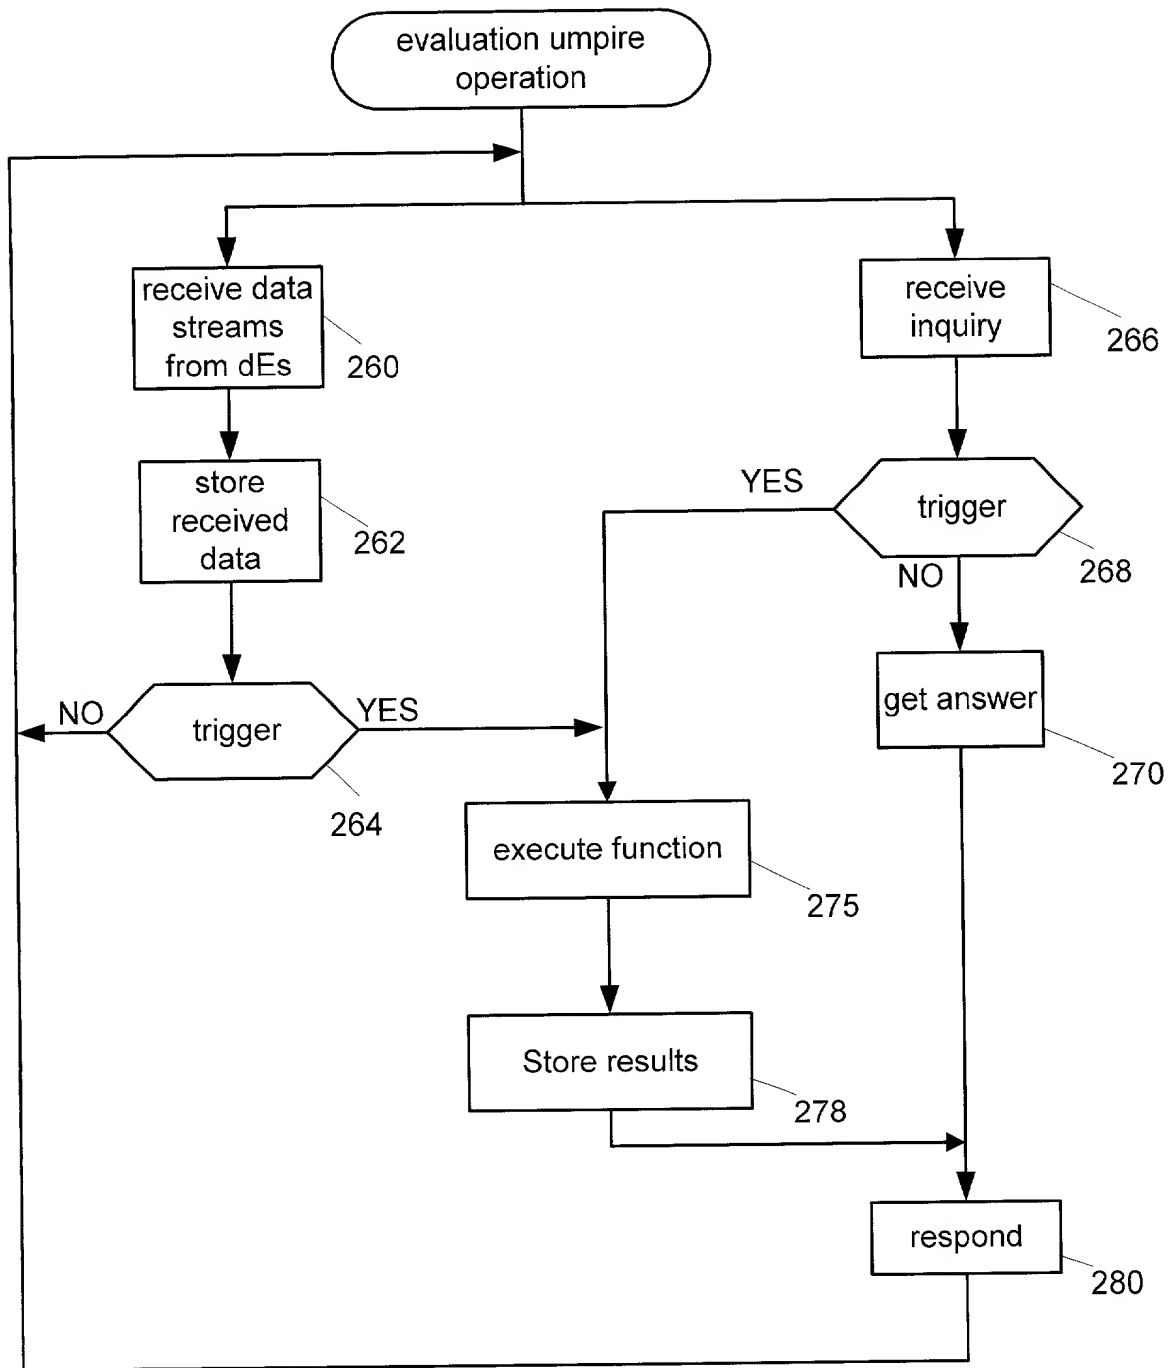 evaluation umpire
operation
receive data
streams
from dEs
260
receive
inquiry
266
store
received
data
262
YES
trigger
268
NO
NO
trigger
YES
264
get answer
270
execute function
275
Store results
278
respond
280